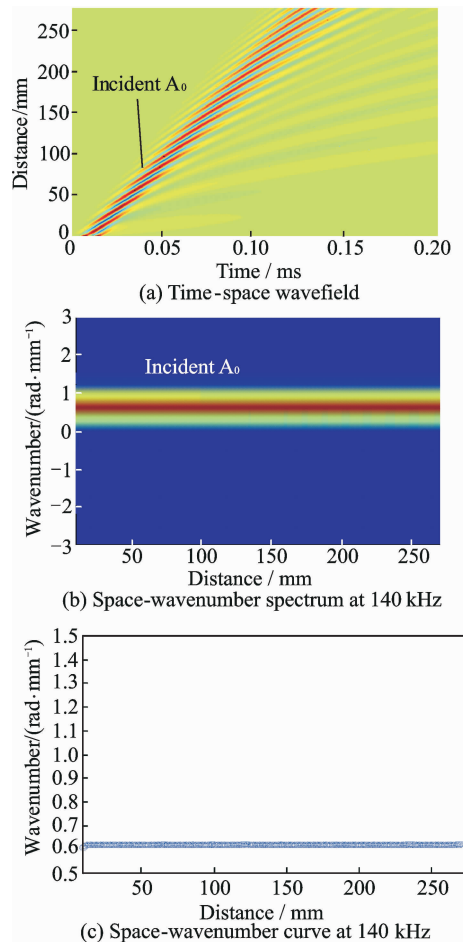 250
200
150
100
50
0
Distance/mm
Incident A₀
0 0.05 0.10 0.15 0.20
Time / ms
(a) Time-space wavefield
3
2
1
0
−1
−2
−3
Wavenumber/(rad·mm⁻¹)
Incident A₀
50 100 150 200 250
Distance / mm
(b) Space-wavenumber spectrum at 140 kHz
1.5
1.4
1.3
1.2
1.1
1.0
0.9
0.8
0.7
0.6
0.5
Wavenumber/(rad·mm⁻¹)
50 100 150 200 250
Distance / mm
(c) Space-wavenumber curve at 140 kHz